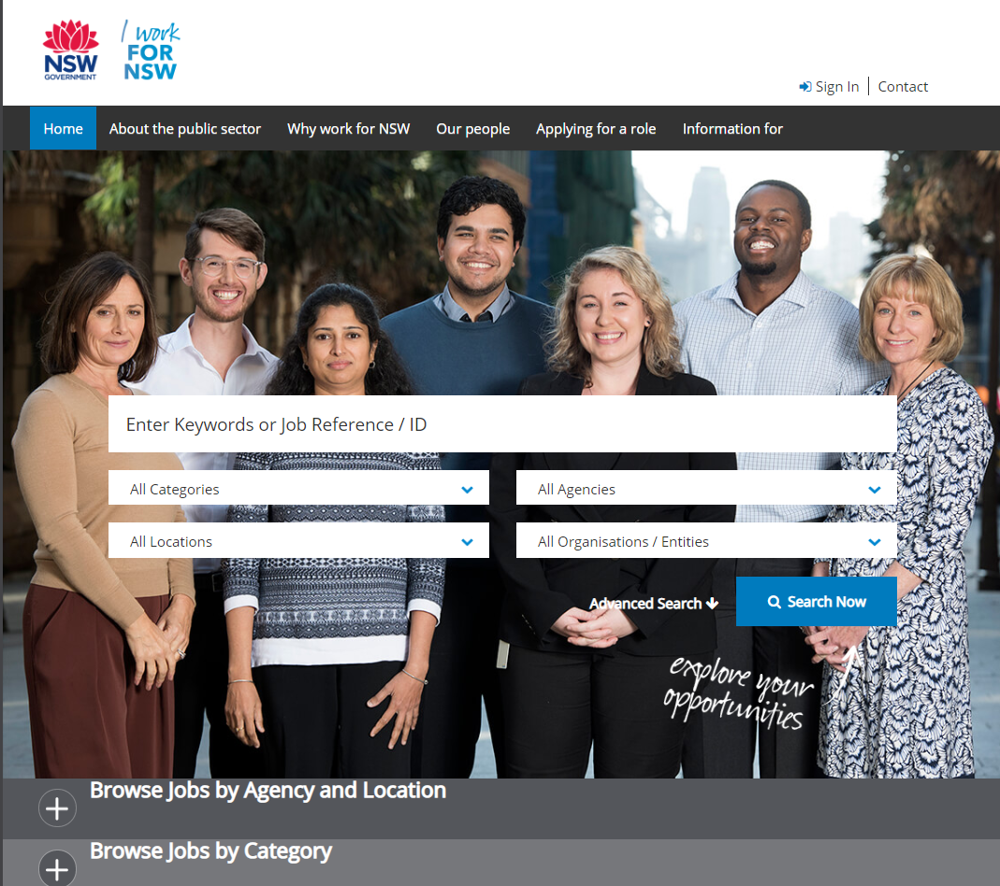 NSW
GOVERNMENT
I work
FOR
NSW
Sign In
Contact
Home
About the public sector
Why work for NSW
Our people
Applying for a role
Information for
Enter Keywords or Job Reference / ID
All Categories
All Agencies
All Locations
All Organisations / Entities
Advanced Search
Search Now
explore your
opportunities
Browse Jobs by Agency and Location
Browse Jobs by Category